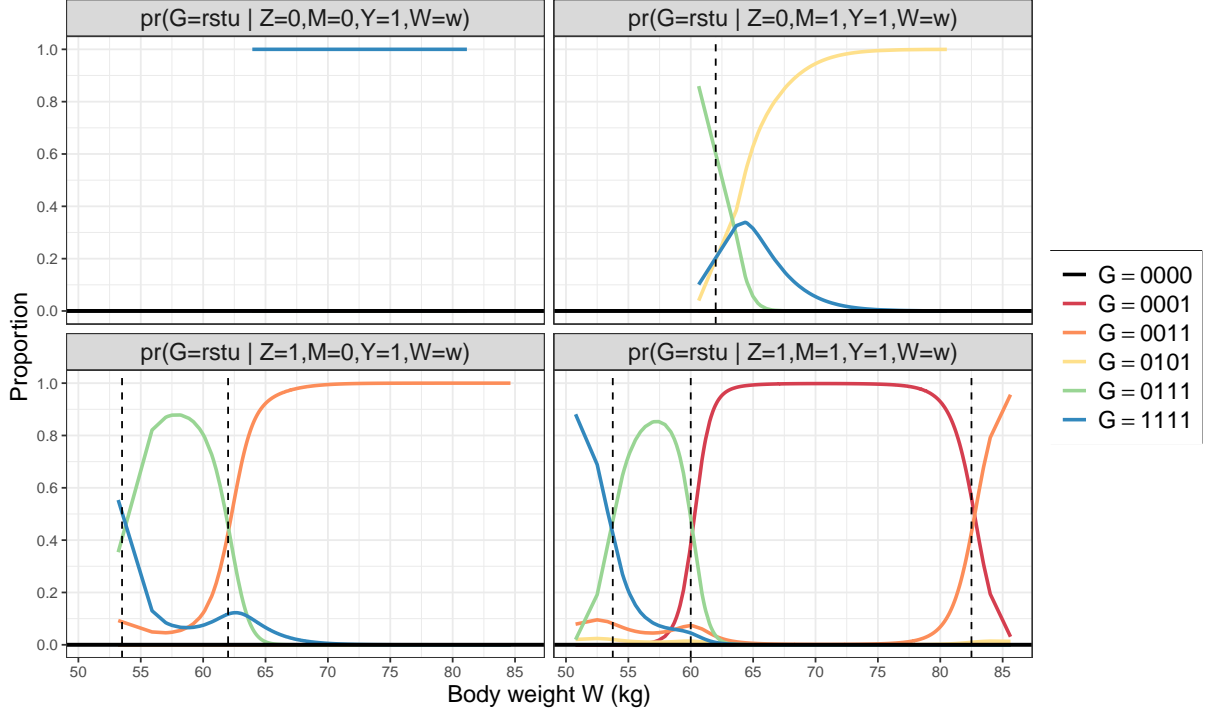 pr(G=rstu | Z=0,M=0,Y=1,W=w)
pr(G=rstu | Z=0,M=1,Y=1,W=w)
1.0
0.8
0.6
0.4
0.2
0.0
pr(G=rstu | Z=1,M=0,Y=1,W=w)
pr(G=rstu | Z=1,M=1,Y=1,W=w)
1.0
0.8
0.6
0.4
0.2
0.0
Proportion
50 55 60 65 70 75 80 85
50 55 60 65 70 75 80 85
Body weight W (kg)
G = 0000
G = 0001
G = 0011
G = 0101
G = 0111
G = 1111